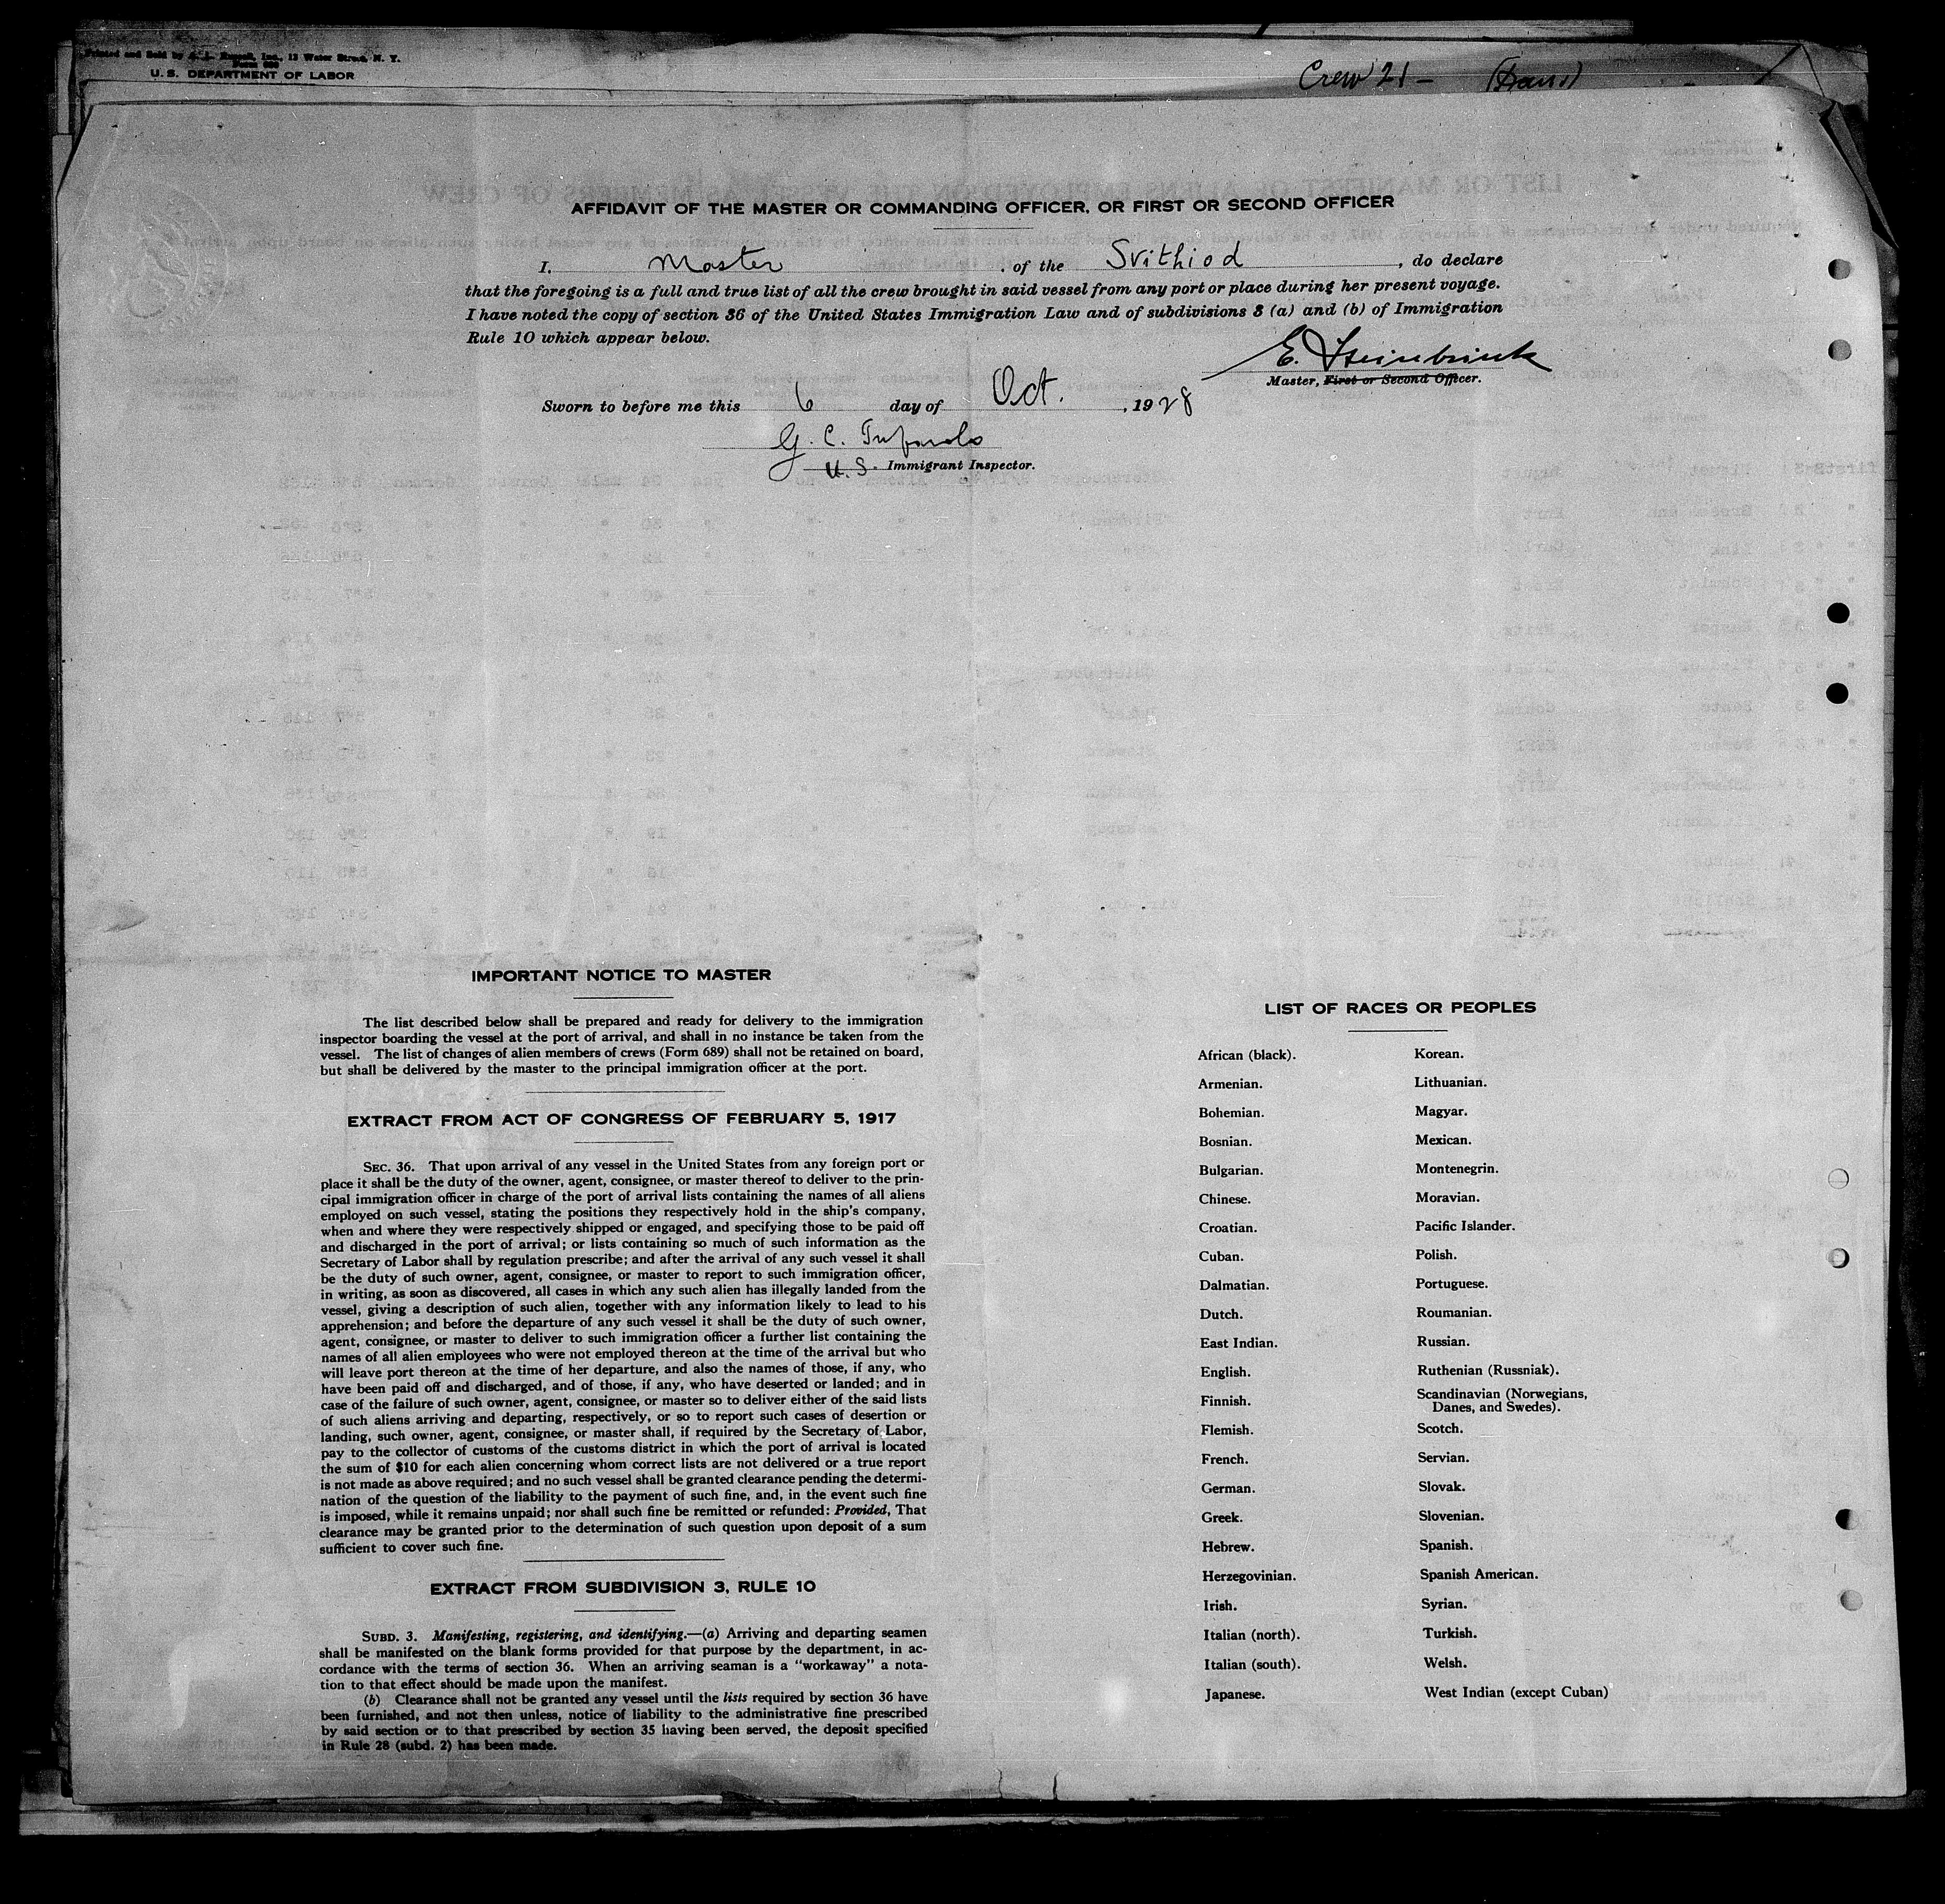 Printed and Sold by Inc., 12 Water Street, N. Y.
U. S. DEPARTMENT OF LABOR
Crew 21 —
AFFIDAVIT OF THE MASTER OR COMMANDING OFFICER, OR FIRST OR SECOND OFFICER
I, Master, of the Svithiod, do declare
that the foregoing is a full and true list of all the crew brought in said vessel from any port or place during her present voyage.
I have noted the copy of section 36 of the United States Immigration Law and of subdivisions 3 (a) and (b) of Immigration
Rule 10 which appear below.
E.
Master, First or Second Officer.
Sworn to before me this 6 day of Oct., 1928
G. C.
U. S. Immigrant Inspector.
IMPORTANT NOTICE TO MASTER
The list described below shall be prepared and ready for delivery to the immigration
inspector boarding the vessel at the port of arrival, and shall in no instance be taken from the
vessel. The list of changes of alien members of crews (Form 689) shall not be retained on board,
but shall be delivered by the master to the principal immigration officer at the port.
EXTRACT FROM ACT OF CONGRESS OF FEBRUARY 5, 1917
SEC. 36. That upon arrival of any vessel in the United States from any foreign port or
place it shall be the duty of the owner, agent, consignee, or master thereof to deliver to the prin-
cipal immigration officer in charge of the port of arrival lists containing the names of all aliens
employed on such vessel, stating the positions they respectively hold in the ship's company,
when and where they were respectively shipped or engaged, and specifying those to be paid off
and discharged in the port of arrival; or lists containing so much of such information as the
Secretary of Labor shall by regulation prescribe; and after the arrival of any such vessel it shall
be the duty of such owner, agent, consignee, or master to report to such immigration officer,
in writing, as soon as discovered, all cases in which any such alien has illegally landed from the
vessel, giving a description of such alien, together with any information likely to lead to his
apprehension; and before the departure of any such vessel it shall be the duty of such owner,
agent, consignee, or master to deliver to such immigration officer a further list containing the
names of all alien employees who were not employed thereon at the time of the arrival but who
will leave port thereon at the time of her departure, and also the names of those, if any, who
have been paid off and discharged, and of those, if any, who have deserted or landed; and in
case of the failure of such owner, agent, consignee, or master so to deliver either of the said lists
of such aliens arriving and departing, respectively, or so to report such cases of desertion or
landing, such owner, agent, consignee, or master shall, if required by the Secretary of Labor,
pay to the collector of customs of the customs district in which the port of arrival is located
the sum of $10 for each alien concerning whom correct lists are not delivered or a true report
is not made as above required; and no such vessel shall be granted clearance pending the determi-
nation of the question of the liability to the payment of such fine, and, in the event such fine
is imposed, while it remains unpaid; nor shall such fine be remitted or refunded: Provided, That
clearance may be granted prior to the determination of such question upon deposit of a sum
sufficient to cover such fine.
EXTRACT FROM SUBDIVISION 3, RULE 10
SUBD. 3. Manifesting, registering, and identifying.—(a) Arriving and departing seamen
shall be manifested on the blank forms provided for that purpose by the department, in ac-
cordance with the terms of section 36. When an arriving seaman is a "workaway" a nota-
tion to that effect should be made upon the manifest.
(b) Clearance shall not be granted any vessel until the lists required by section 36 have
been furnished, and not then unless, notice of liability to the administrative fine prescribed
by said section or to that prescribed by section 35 having been served, the deposit specified
in Rule 28 (subd. 2) has been made.
LIST OF RACES OR PEOPLES
African (black). Korean.
Armenian. Lithuanian.
Bohemian. Magyar.
Bosnian. Mexican.
Bulgarian. Montenegrin.
Chinese. Moravian.
Croatian. Pacific Islander.
Cuban. Polish.
Dalmatian. Portuguese.
Dutch. Roumanian.
East Indian. Russian.
English. Ruthenian (Russniak).
Finnish. Scandinavian (Norwegians,
Danes, and Swedes).
Flemish. Scotch.
French. Servian.
German. Slovak.
Greek. Slovenian.
Hebrew. Spanish.
Herzegovinian. Spanish American.
Irish. Syrian.
Italian (north). Turkish.
Italian (south). Welsh.
Japanese. West Indian (except Cuban)